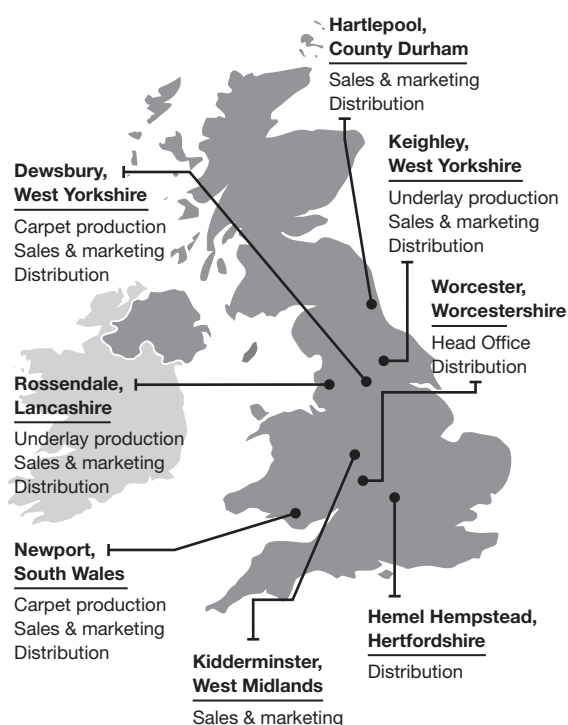 Hartlepool,
County Durham
Sales & marketing
Distribution
Keighley,
West Yorkshire
Underlay production
Sales & marketing
Distribution
Dewsbury,
West Yorkshire
Carpet production
Sales & marketing
Distribution
Worcester,
Worcestershire
Head Office
Distribution
Rossendale,
Lancashire
Underlay production
Sales & marketing
Distribution
Newport,
South Wales
Carpet production
Sales & marketing
Distribution
Hemel Hempstead,
Hertfordshire
Distribution
Kidderminster,
West Midlands
Sales & marketing